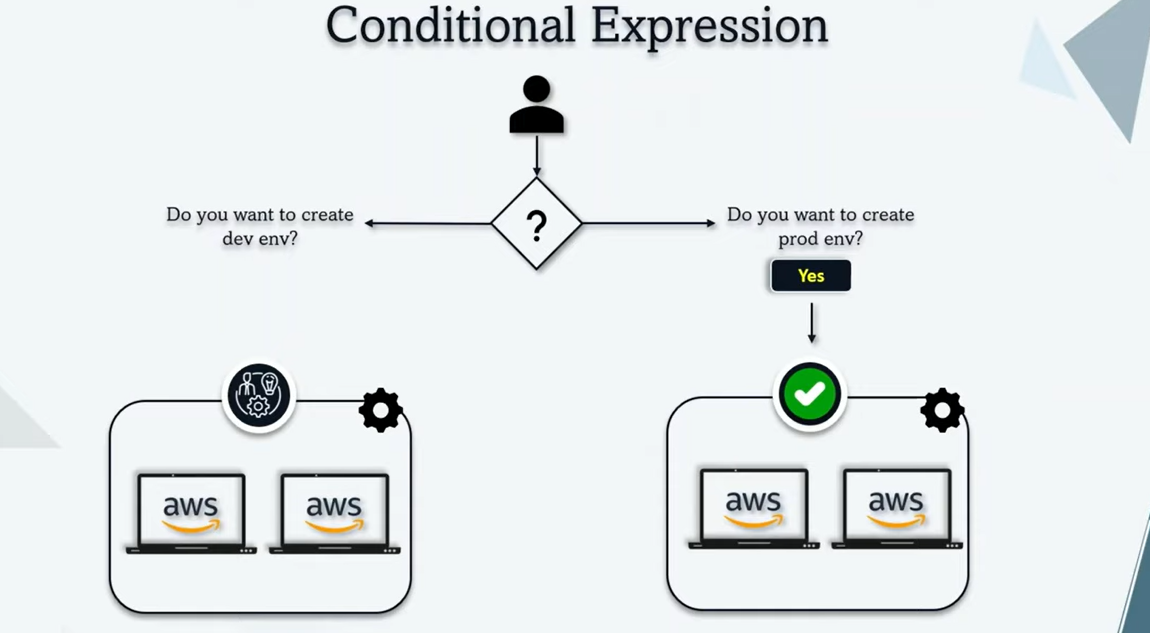 Conditional Expression
?
Do you want to create
dev env?
Do you want to create
prod env?
Yes
aws
aws
aws
aws